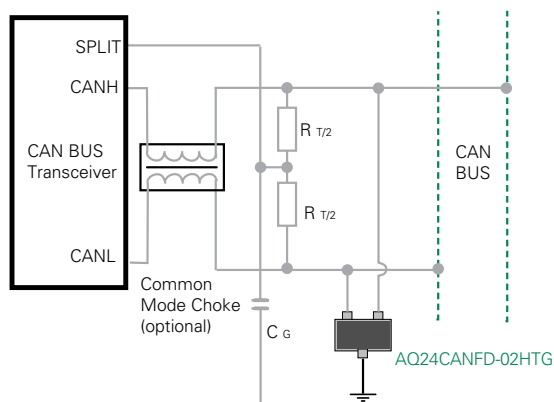 SPLIT
CANH
CAN BUS
Transceiver
CANL
Common
Mode Choke
(optional)
R T/2
R T/2
C G
CAN
BUS
AQ24CANFD-02HTG